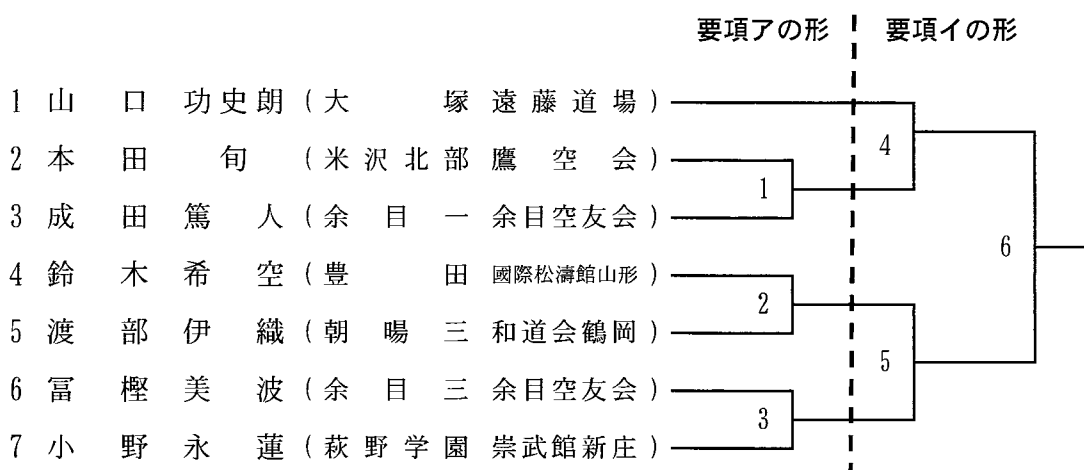 要項アの形 要項イの形
1 山口功史朗（大塚 遠藤道場）
2 本田旬（米沢北部 鷹空会）
3 成田篤人（余目一 余目空友会）
4 鈴木希空（豊田 國際松濤館山形）
5 渡部伊織（朝暘三 和道会鶴岡）
6 冨樫美波（余目三 余目空友会）
7 小野永蓮（萩野学園 崇武館新庄）
4
1
6
2
5
3